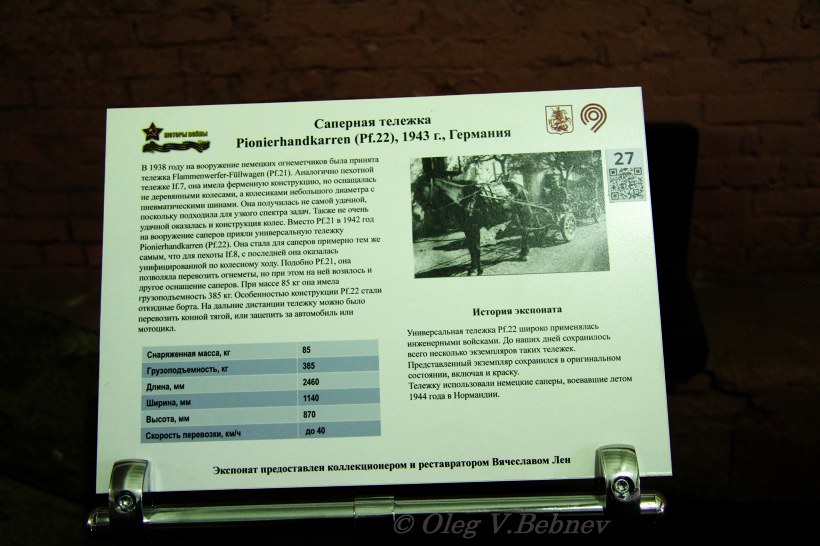 Саперная тележка
Pionierhandkarren (Pf.22), 1943 г., Германия
МОТОРЫ ВОЙНЫ
В 1938 году на вооружение немецких огнеметчиков была принята
тележка Flammenwerfer-Füllwagen (Pf.21). Аналогично пехотной
тележке If.7, она имела ферменную конструкцию, но оснащалась
не деревянными колесами, а колесиками небольшого диаметра с
пневматическими шинами. Она получилась не самой удачной,
поскольку подходила для узкого спектра задач. Также не очень
удачной оказалась и конструкция колес. Вместо Pf.21 в 1942 год
на вооружение саперов прияли универсальную тележку
Pionierhandkarren (Pf.22). Она стала для саперов примерно тем же
самым, что для пехоты If.8, с последней она оказалась
унифицированной по колесному ходу. Подобно Pf.21, она
позволяла перевозить огнеметы, но при этом на ней возилось и
другое оснащение саперов. При массе 85 кг она имела
грузоподъемность 385 кг. Особенностью конструкции Pf.22 стали
откидные борта. На дальние дистанции тележку можно было
перевозить конной тягой, или зацепить за автомобиль или
мотоцикл.
Снаряженная масса, кг 85
Грузоподъемность, кг 385
Длина, мм 2460
Ширина, мм 1140
Высота, мм 870
Скорость перевозки, км/ч до 40
27
История экспоната
Универсальная тележка Pf.22 широко применялась
инженерными войсками. До наших дней сохранилось
всего несколько экземпляров таких тележек.
Представленный экземпляр сохранился в оригинальном
состоянии, включая и краску.
Тележку использовали немецкие саперы, воевавшие летом
1944 года в Нормандии.
Экспонат предоставлен коллекционером и реставратором Вячеславом Лен
© Oleg V.Bebnev